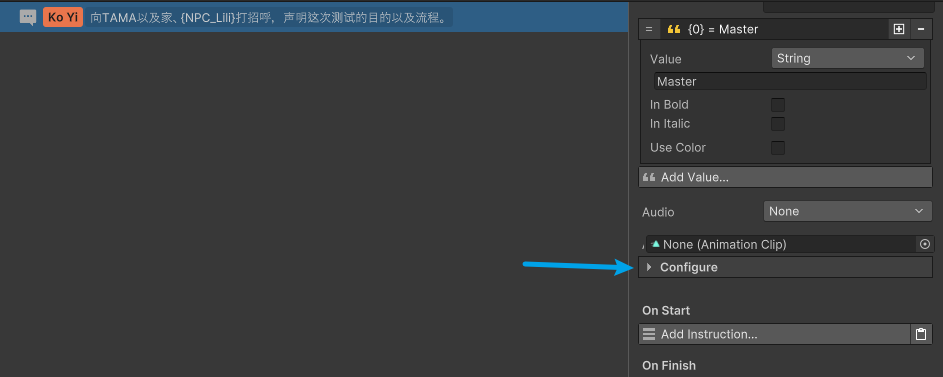 Ko Yi 向TAMA以及家、{NPC_Lili}打招呼，声明这次测试的目的以及流程。
{0} = Master
Value String
Master
In Bold
In Italic
Use Color
Add Value...
Audio None
None (Animation Clip)
Configure
On Start
Add Instruction...
On Finish